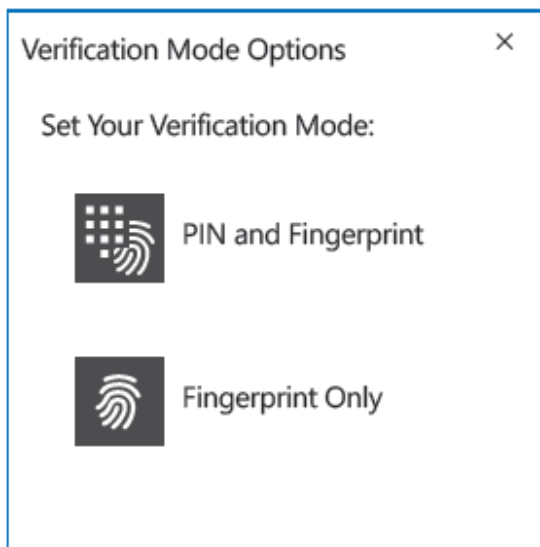 Verification Mode Options
Set Your Verification Mode:
PIN and Fingerprint
Fingerprint Only